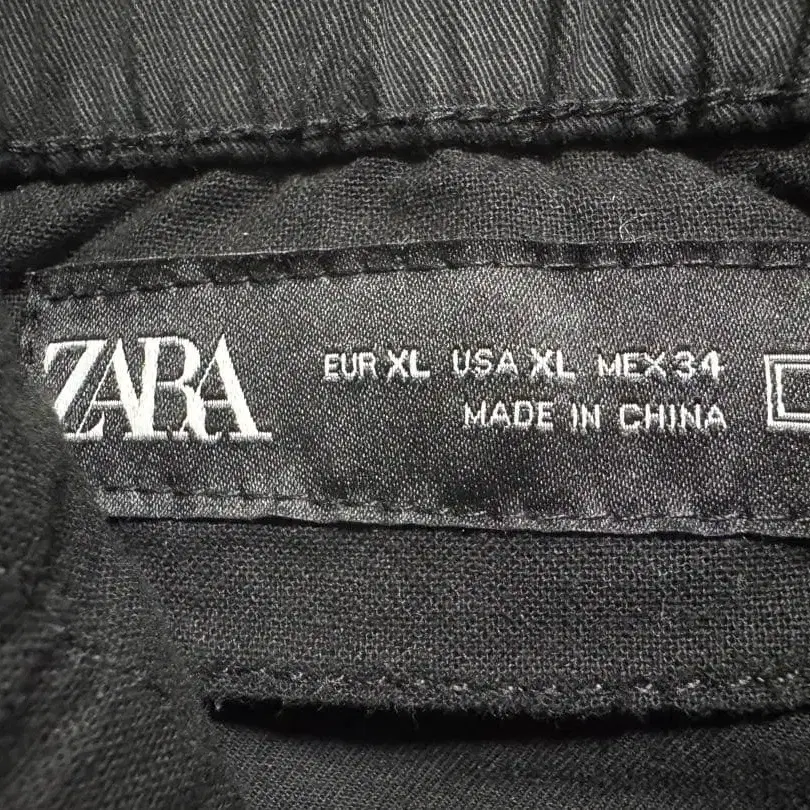 ZARA
EUR XL USA XL MEX 34
MADE IN CHINA